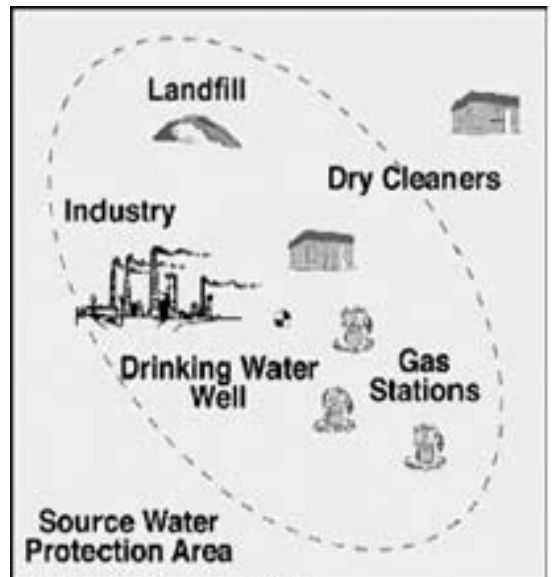 Landfill
Dry Cleaners
Industry
Drinking Water
Well
Gas
Stations
Source Water
Protection Area